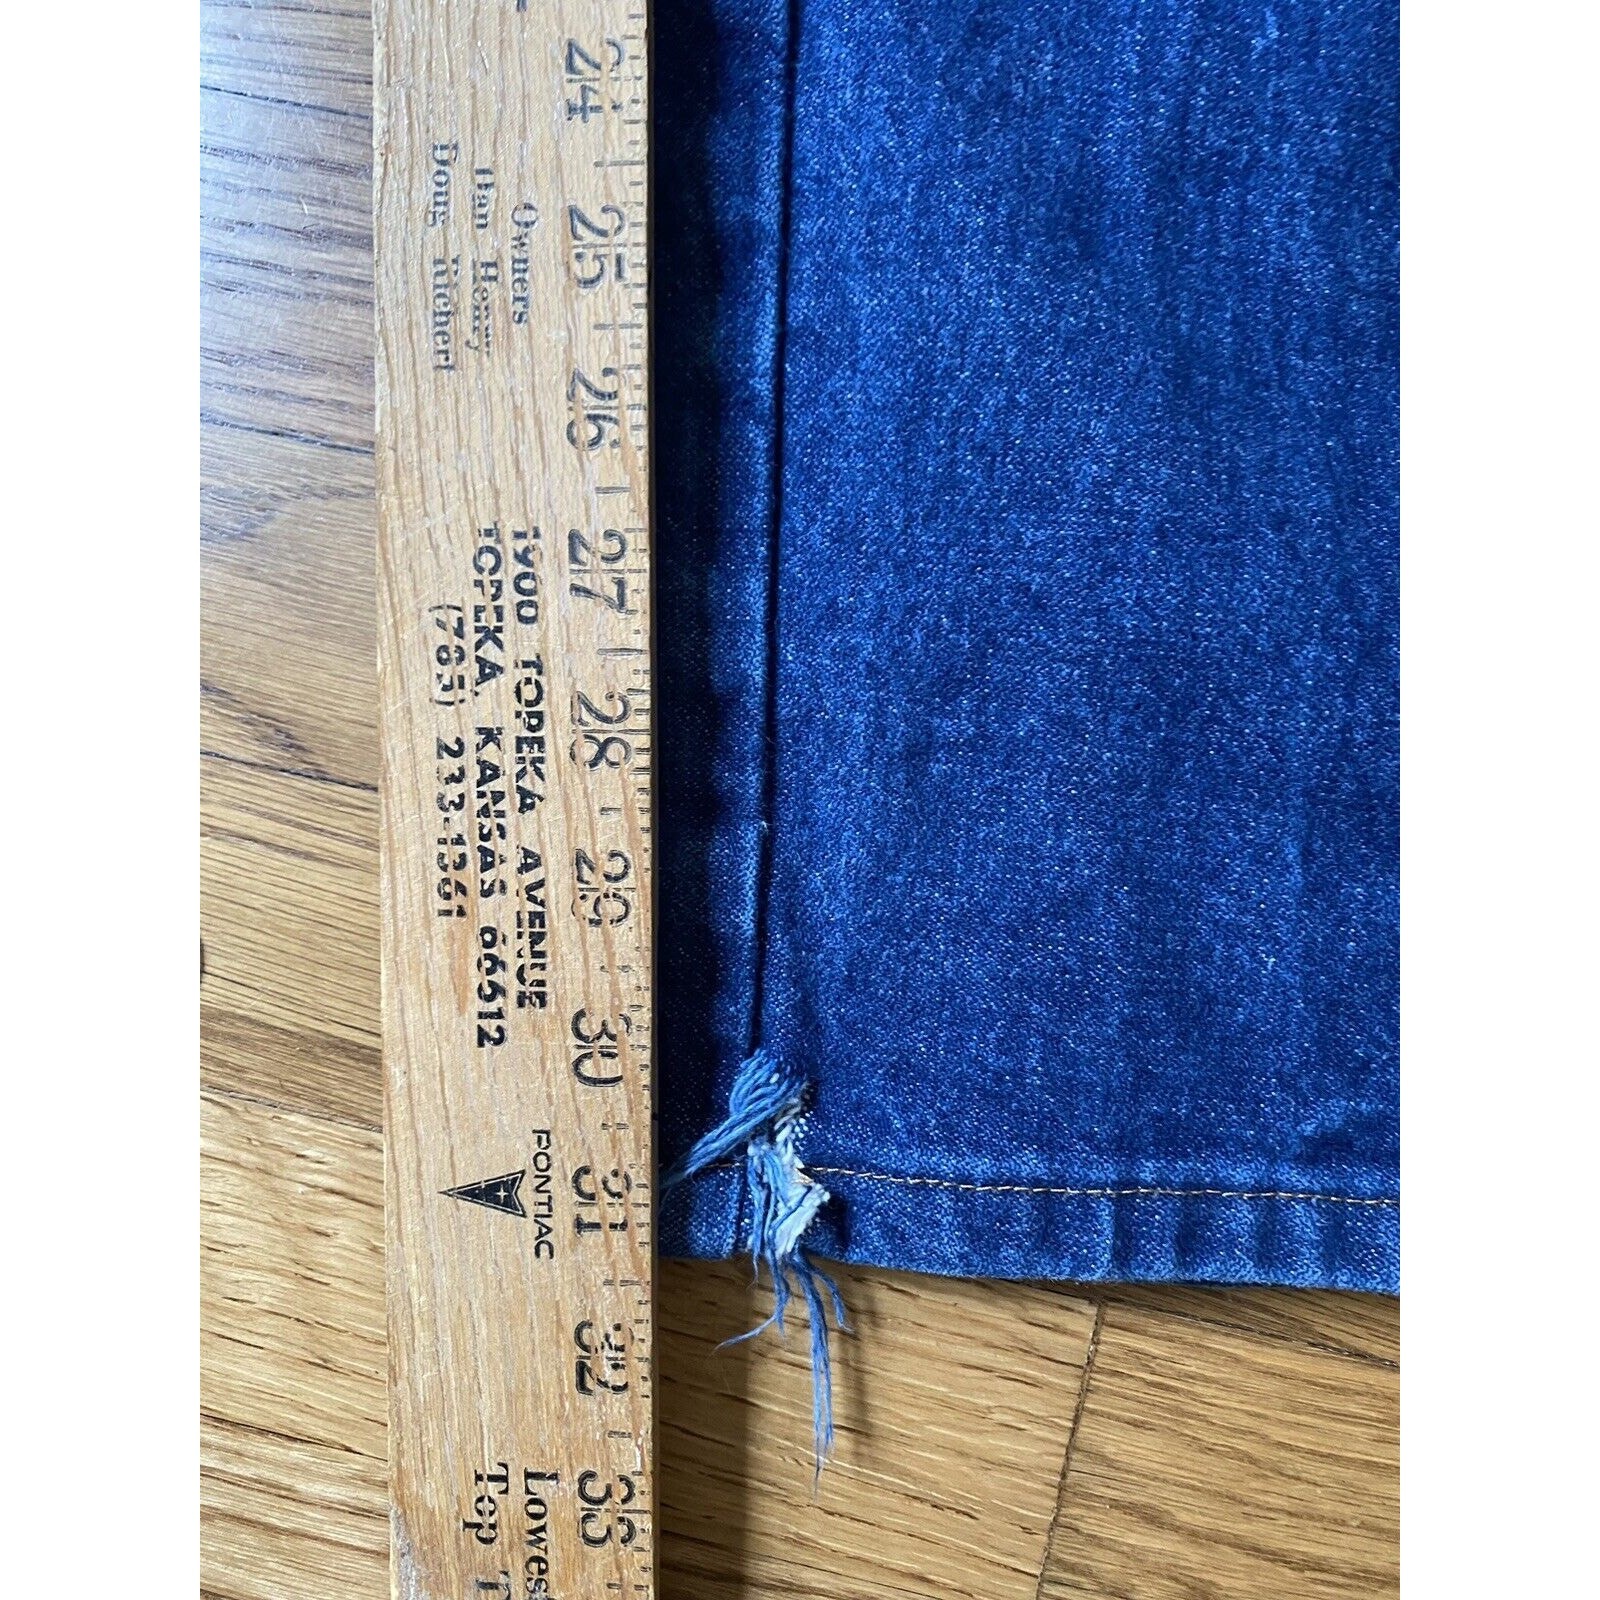 24
25
26
27
28
29
30
31
32
33
Owners
Dan Henry
Doug Richert
1900 TOPEKA AVENUE
TOPEKA, KANSAS 66612
(785) 233-1361
PONTIAC
Lowest
Top